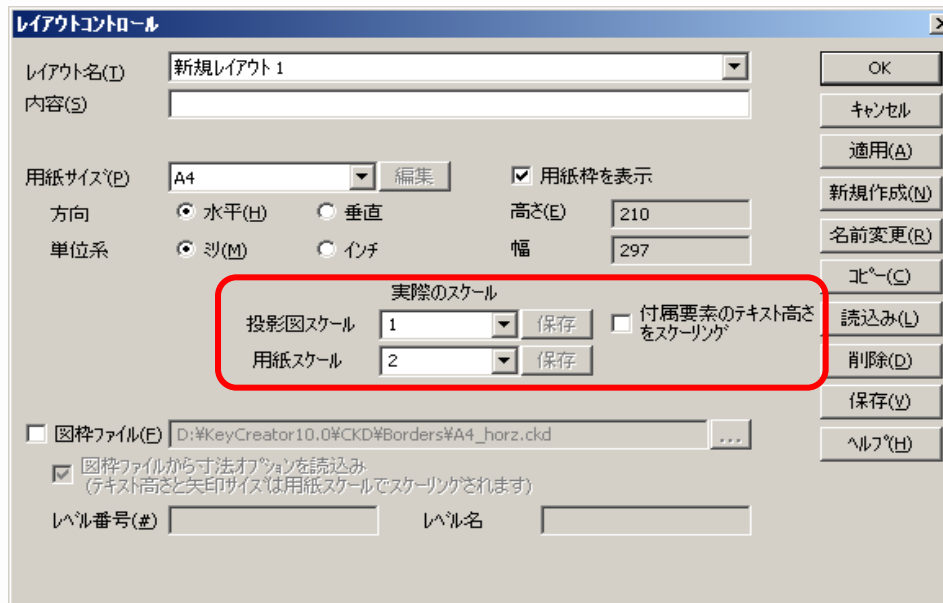 レイアウトコントロール
レイアウト名(T) 新規レイアウト 1 OK
内容(S) キャンセル
適用(A)
用紙サイズ(P) A4 編集 用紙枠を表示
新規作成(N)
方向 水平(H) 垂直 高さ(E) 210
名前変更(R)
単位系 ミリ(M) インチ 幅 297
コピー(C)
実際のスケール
投影図スケール 1 保存 付属要素のテキスト高さ
をスケーリング
読込み(L)
用紙スケール 2 保存 削除(D)
保存(V)
図枠ファイル(F) D:¥KeyCreator10.0¥CKD¥Borders¥A4_horz.ckd ... ヘルプ(H)
図枠ファイルから寸法オプションを読込み
(テキスト高さと矢印サイズは用紙スケールでスケーリングされます)
レベル番号(#) レベル名